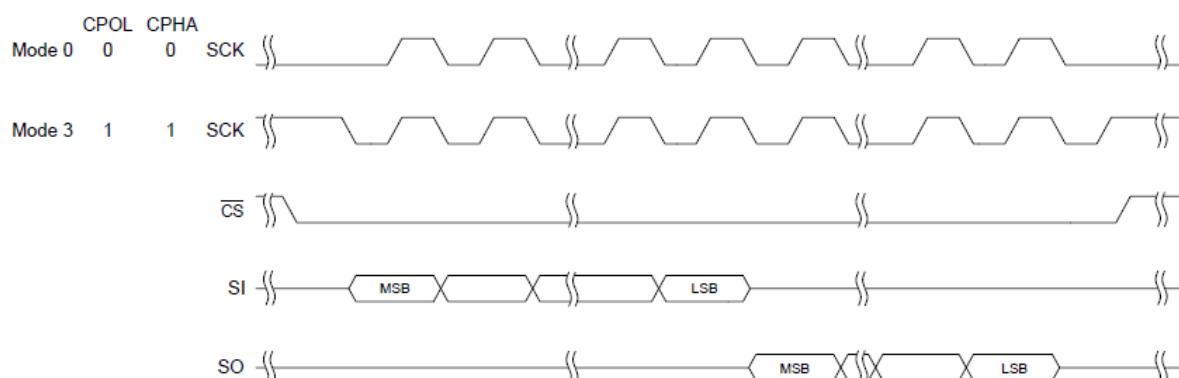 CPOL CPHA
Mode 0 0 0 SCK
Mode 3 1 1 SCK
CS
SI MSB LSB
SO MSB LSB